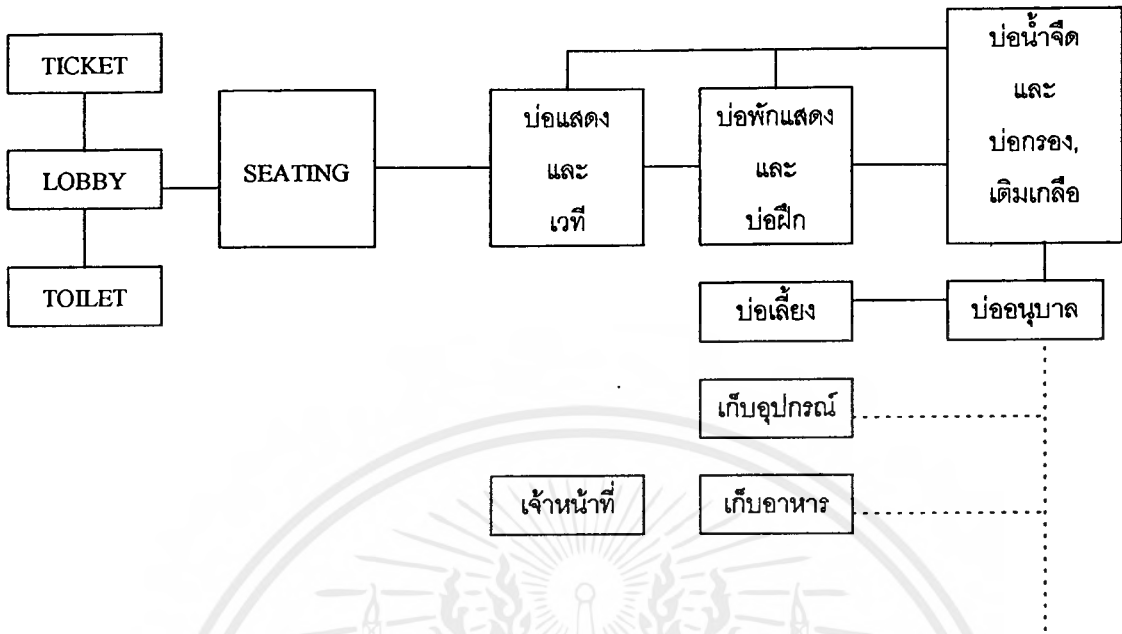 TICKET
LOBBY
TOILET
SEATING
บ่อแสดง
และ
เวที
บ่อพักแสดง
และ
บ่อฝึก
บ่อน้ำจืด
และ
บ่อกรอง,
เติมเกลือ
บ่อเลี้ยง
บ่ออนุบาล
เก็บอุปกรณ์
เจ้าหน้าที่
เก็บอาหาร